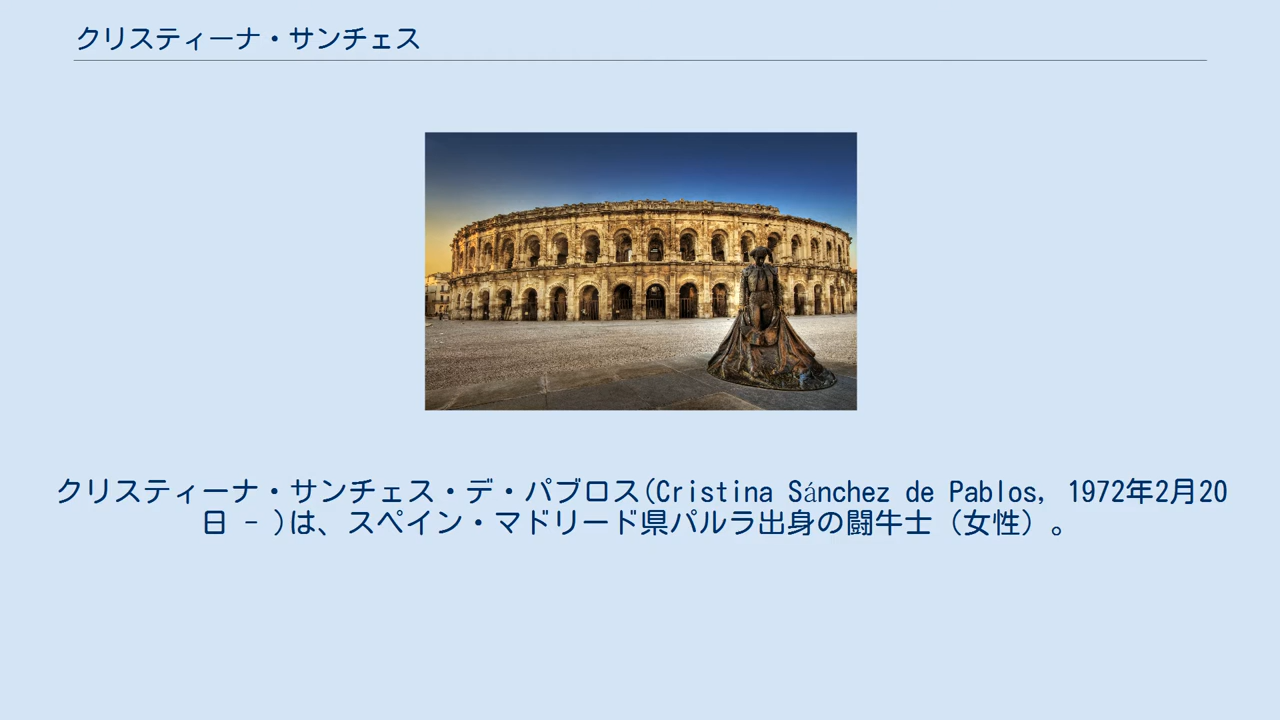 クリスティーナ・サンチェス
クリスティーナ・サンチェス・デ・パブロス(Cristina Sánchez de Pablos, 1972年2月20
日 - )は、スペイン・マドリード県パルラ出身の闘牛士（女性）。